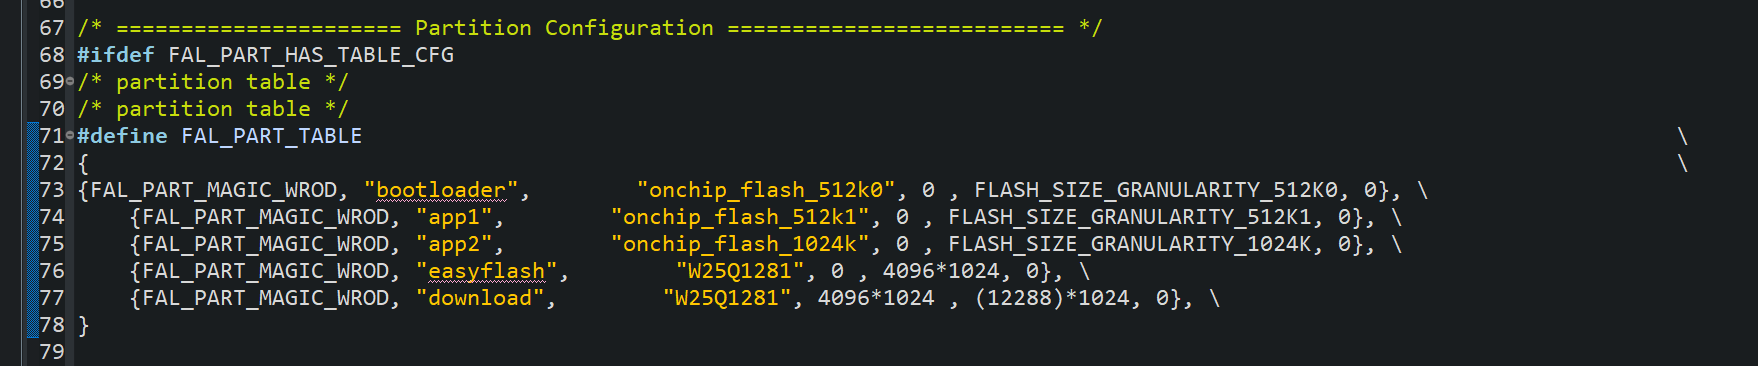 66
67 /* ====================== Partition Configuration ========================== */
68 #ifdef FAL_PART_HAS_TABLE_CFG
69 /* partition table */
70 /* partition table */
71 #define FAL_PART_TABLE \
72 { \
73 {FAL_PART_MAGIC_WROD, "bootloader", "onchip_flash_512k0", 0 , FLASH_SIZE_GRANULARITY_512K0, 0}, \
74 {FAL_PART_MAGIC_WROD, "app1", "onchip_flash_512k1", 0 , FLASH_SIZE_GRANULARITY_512K1, 0}, \
75 {FAL_PART_MAGIC_WROD, "app2", "onchip_flash_1024k", 0 , FLASH_SIZE_GRANULARITY_1024K, 0}, \
76 {FAL_PART_MAGIC_WROD, "easyflash", "W25Q1281", 0 , 4096*1024, 0}, \
77 {FAL_PART_MAGIC_WROD, "download", "W25Q1281", 4096*1024 , (12288)*1024, 0}, \
78 }
79